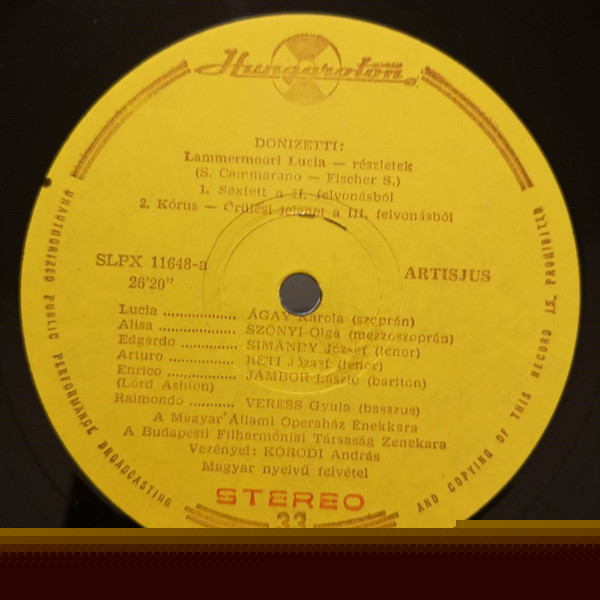 Hungaroton
DONIZETTI:
Lammermoori Lucia — részletek
(S. Cammarano — Fischer S.)
1. Sextett a II. felvonásból
2. Kórus — Őrülési jelenet a III. felvonásból
SLPX 11648-a
26'20"
ARTISJUS
Lucia .................. ÁGAY Karola (szoprán)
Alisa .................. SZŐNYI Olga (mezzoszoprán)
Edgardo ............... SIMÁNDY József (tenor)
Arturo ................ RÉTI József (tenor)
Enrico ................ JÁMBOR László (bariton)
(Lord Ashton)
Raimondo ........... VERESS Gyula (basszus)
A Magyar Állami Operaház Énekkara
A Budapesti Filharmóniai Társaság Zenekara
Vezényel: KÓRODI András
Magyar nyelvű felvétel
STEREO
33
UNAUTHORIZED PUBLIC PERFORMANCE BROADCASTING AND COPYING OF THIS RECORD IS PROHIBITED